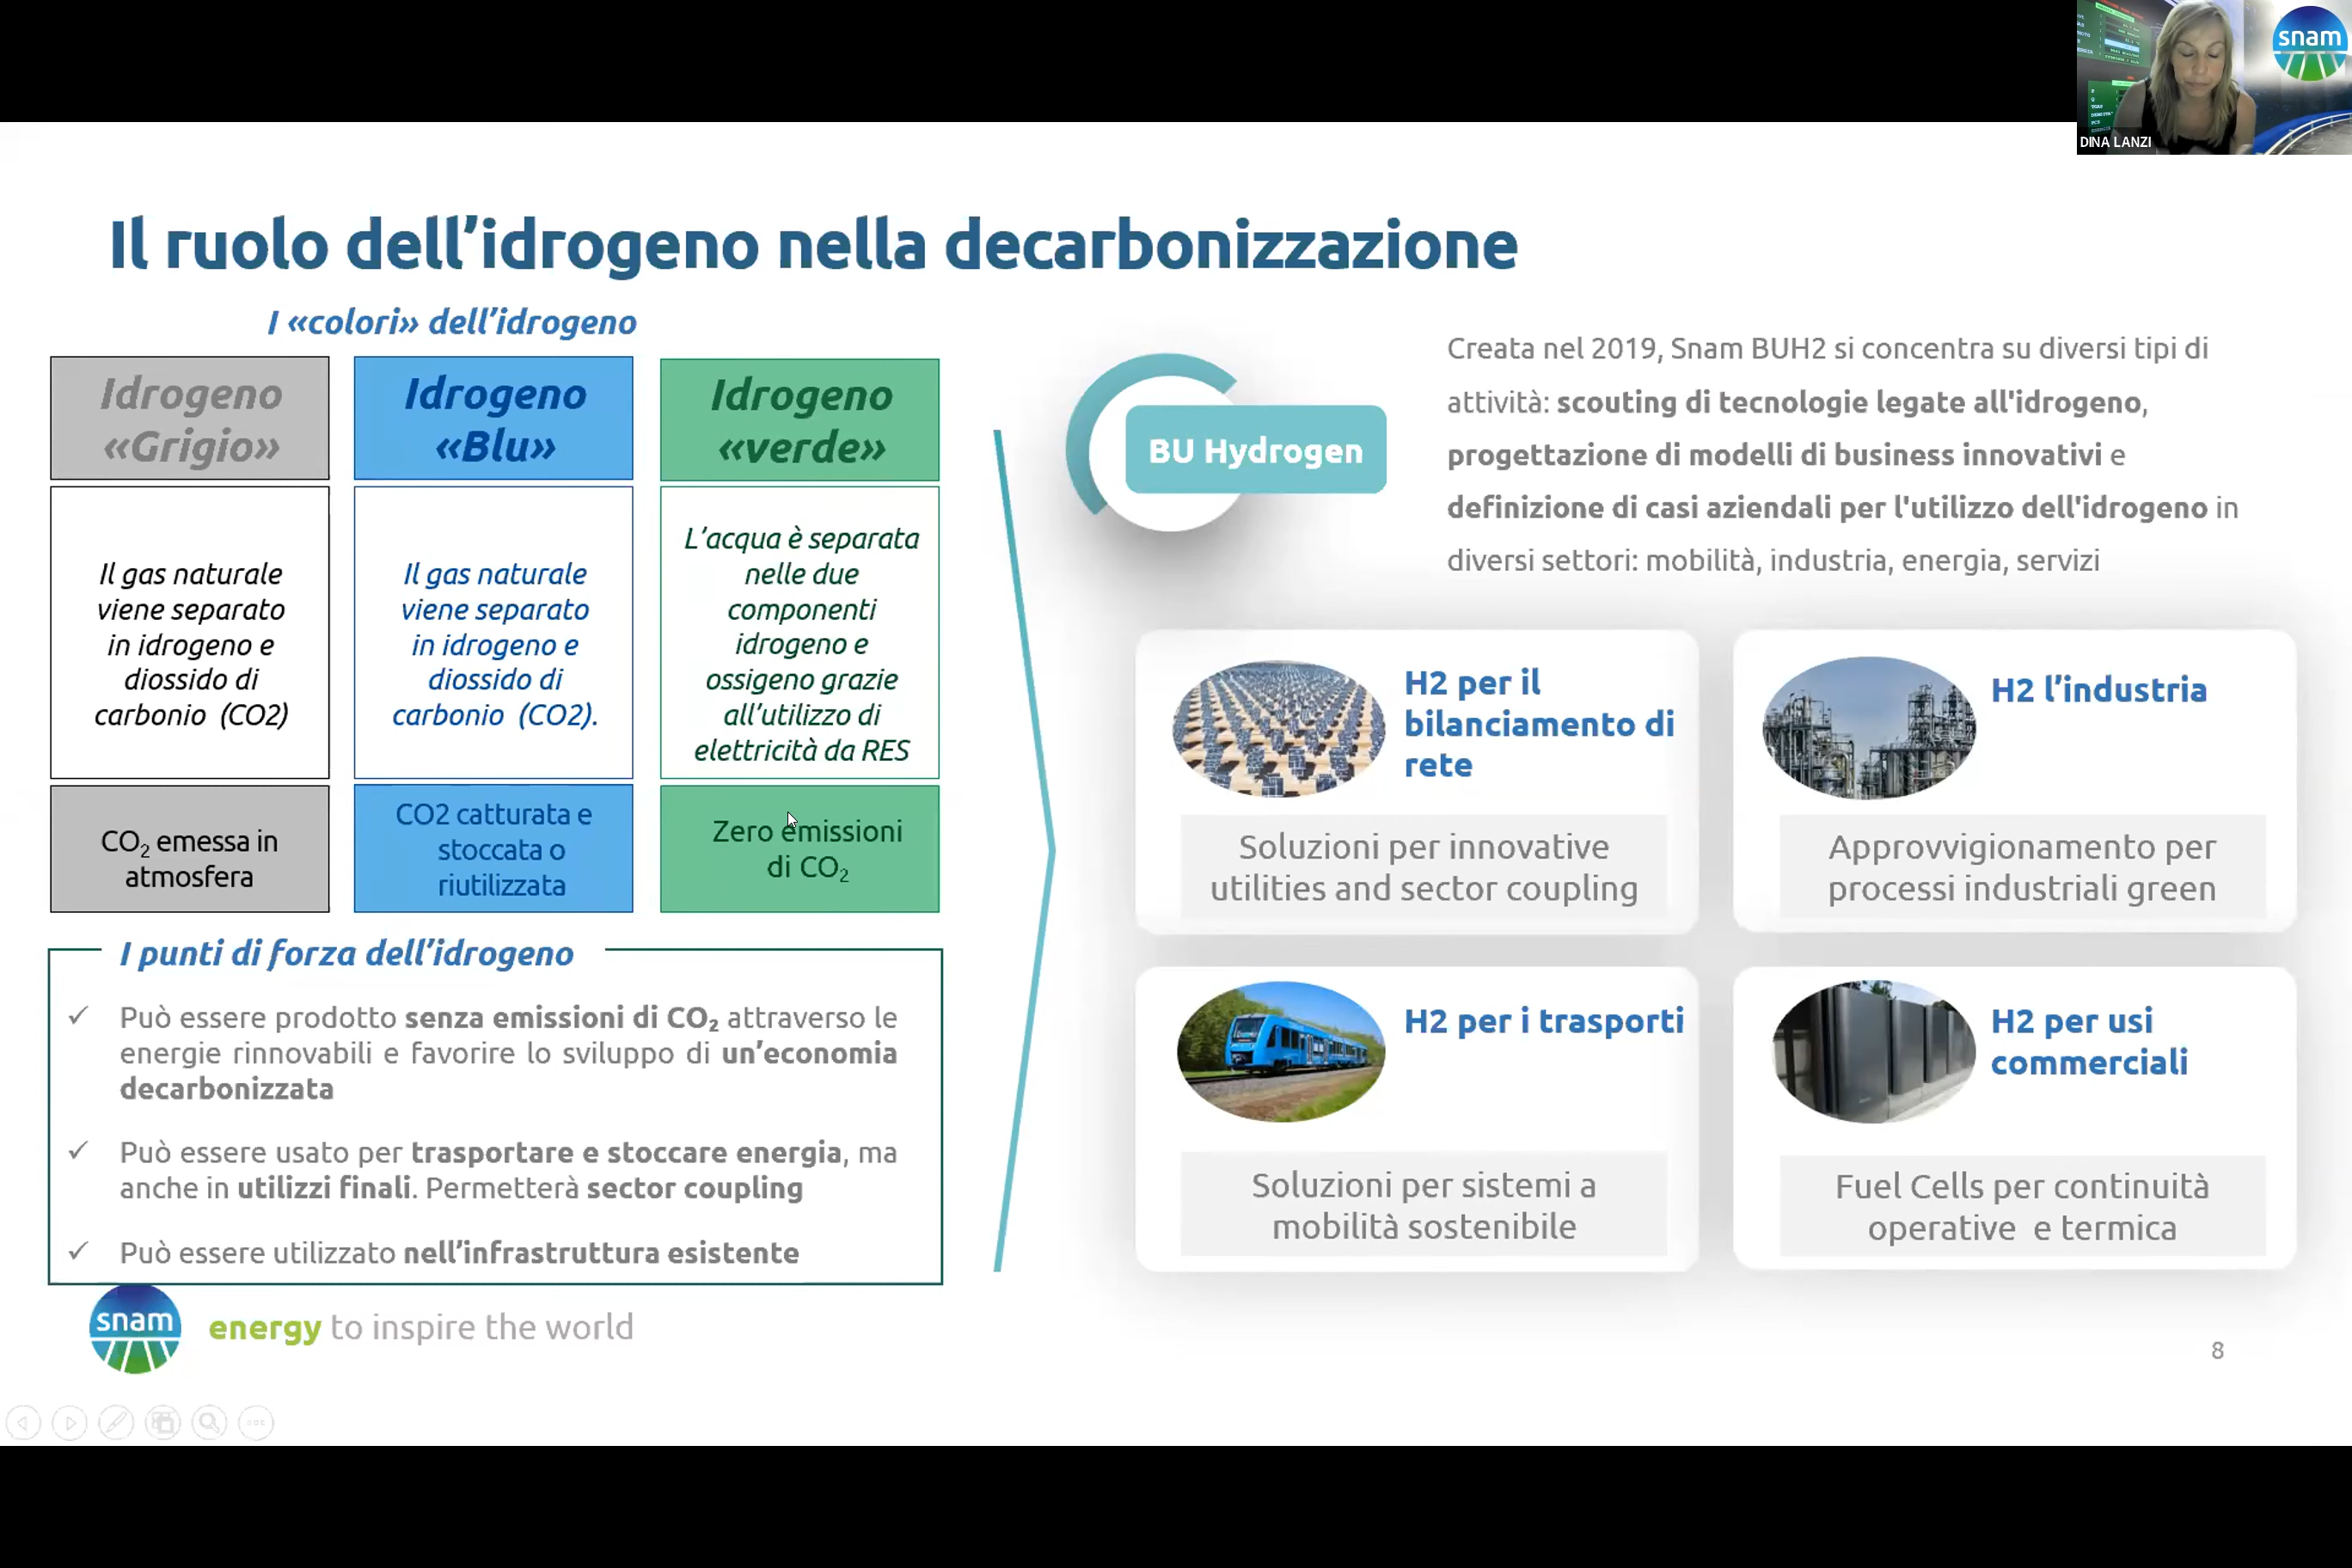 snam
DINA LANZI
Il ruolo dell’idrogeno nella decarbonizzazione
I «colori» dell’idrogeno
Idrogeno
«Grigio»
Il gas naturale
viene separato
in idrogeno e
diossido di
carbonio (CO2)
CO₂ emessa in
atmosfera
Idrogeno
«Blu»
Il gas naturale
viene separato
in idrogeno e
diossido di
carbonio (CO2).
CO2 catturata e
stoccata o
riutilizzata
Idrogeno
«verde»
L’acqua è separata
nelle due
componenti
idrogeno e
ossigeno grazie
all’utilizzo di
elettricità da RES
Zero emissioni
di CO₂
I punti di forza dell’idrogeno
✓ Può essere prodotto senza emissioni di CO₂ attraverso le
energie rinnovabili e favorire lo sviluppo di un’economia
decarbonizzata
✓ Può essere usato per trasportare e stoccare energia, ma
anche in utilizzi finali. Permetterà sector coupling
✓ Può essere utilizzato nell’infrastruttura esistente
BU Hydrogen
Creata nel 2019, Snam BUH2 si concentra su diversi tipi di
attività: scouting di tecnologie legate all'idrogeno,
progettazione di modelli di business innovativi e
definizione di casi aziendali per l'utilizzo dell'idrogeno in
diversi settori: mobilità, industria, energia, servizi
H2 per il
bilanciamento di
rete
Soluzioni per innovative
utilities and sector coupling
H2 l’industria
Approvvigionamento per
processi industriali green
H2 per i trasporti
Soluzioni per sistemi a
mobilità sostenibile
H2 per usi
commerciali
Fuel Cells per continuità
operative e termica
snam
energy to inspire the world
8